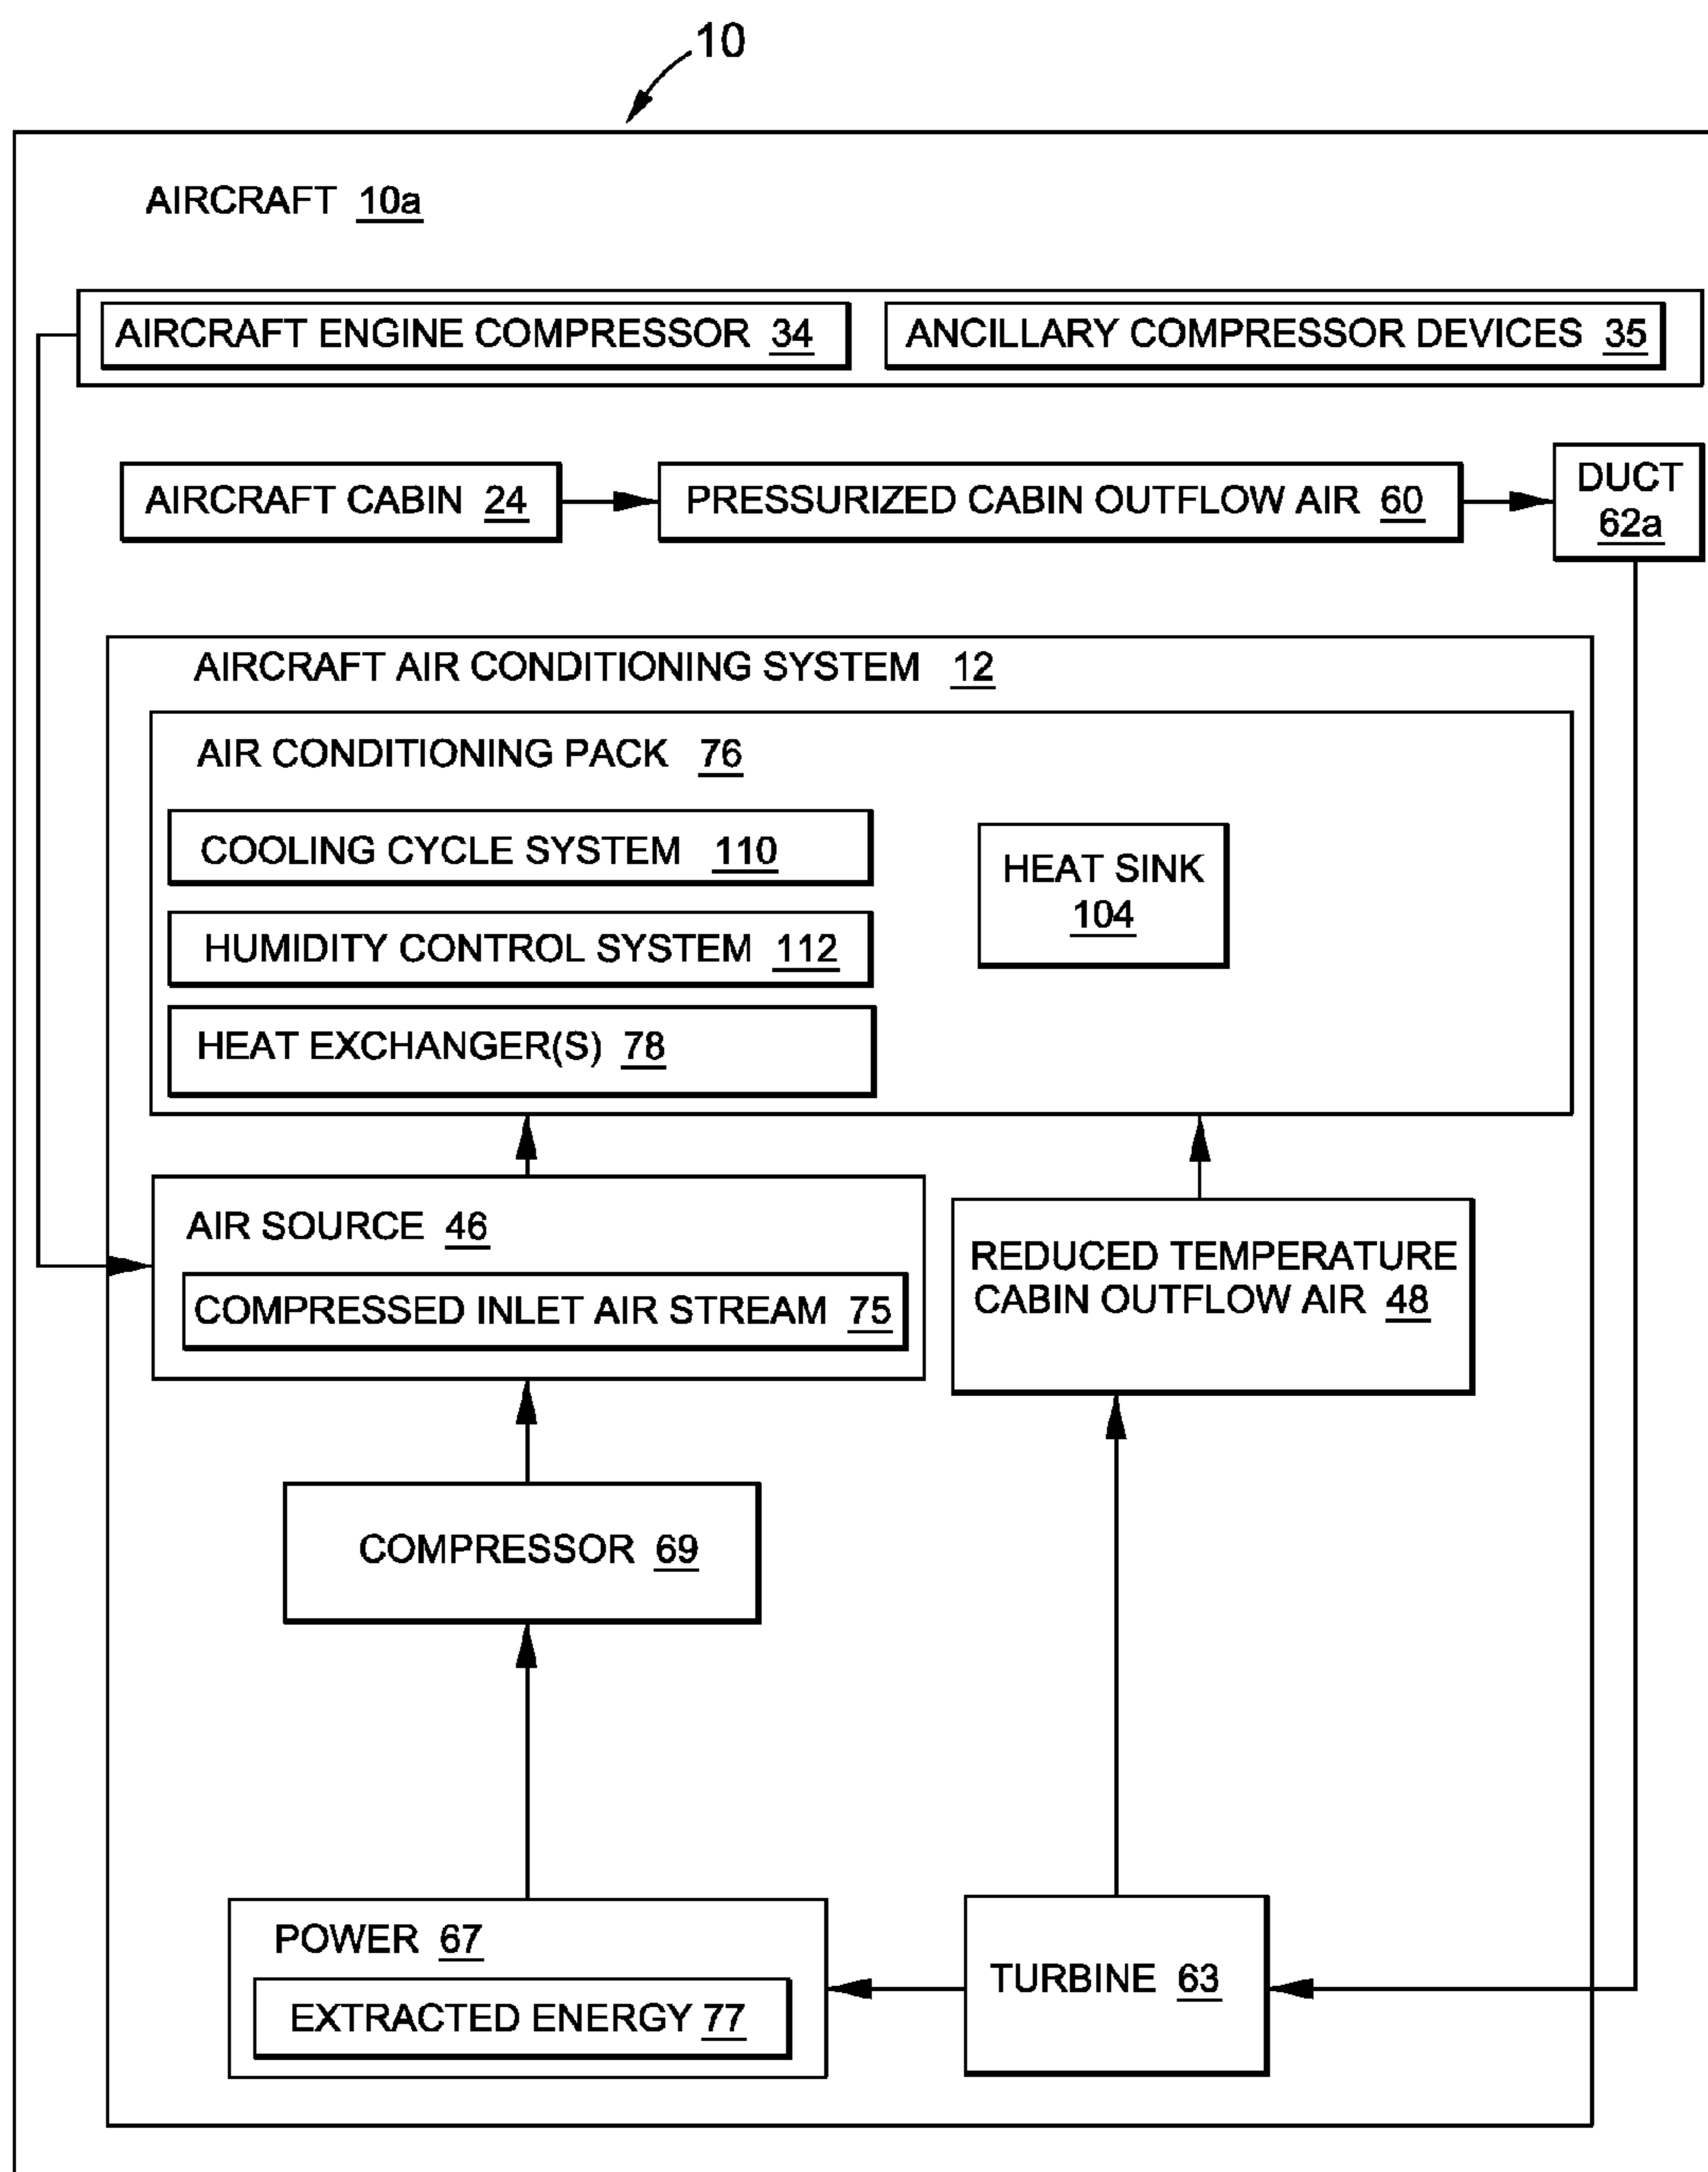 10
AIRCRAFT 10a
AIRCRAFT ENGINE COMPRESSOR 34
ANCILLARY COMPRESSOR DEVICES 35
AIRCRAFT CABIN 24
PRESSURIZED CABIN OUTFLOW AIR 60
DUCT
62a
AIRCRAFT AIR CONDITIONING SYSTEM 12
AIR CONDITIONING PACK 76
COOLING CYCLE SYSTEM 110
HUMIDITY CONTROL SYSTEM 112
HEAT EXCHANGER(S) 78
HEAT SINK
104
AIR SOURCE 46
COMPRESSED INLET AIR STREAM 75
REDUCED TEMPERATURE
CABIN OUTFLOW AIR 48
COMPRESSOR 69
POWER 67
EXTRACTED ENERGY 77
TURBINE 63